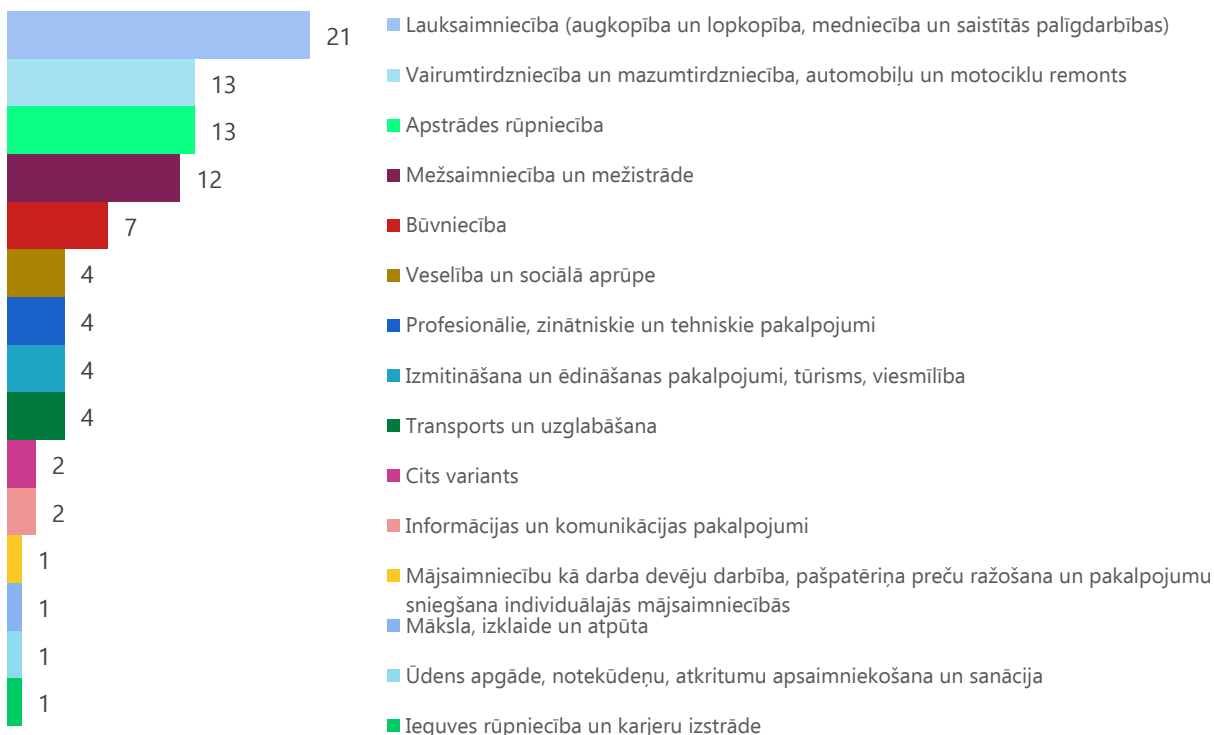 21
Lauksaimniecība (augkopība un lopkopība, medniecība un saistītās palīgdarbības)
13
Vairumtirdzniecība un mazumtirdzniecība, automobiļu un motociklu remonts
13
Apstrādes rūpniecība
12
Mežsaimniecība un mežistrāde
7
Būvniecība
4
Veselība un sociālā aprūpe
4
Profesionālie, zinātniskie un tehniskie pakalpojumi
4
Izmitināšana un ēdināšanas pakalpojumi, tūrisms, viesmīlība
4
Transports un uzglabāšana
2
Cits variants
2
Informācijas un komunikācijas pakalpojumi
1
Mājsaimniecību kā darba devēju darbība, pašpatēriņa preču ražošana un pakalpojumu
sniegšana individuālajās mājsaimniecībās
1
Māksla, izklaide un atpūta
1
Ūdens apgāde, notekūdeņu, atkritumu apsaimniekošana un sanācija
1
Ieguves rūpniecība un karjeru izstrāde